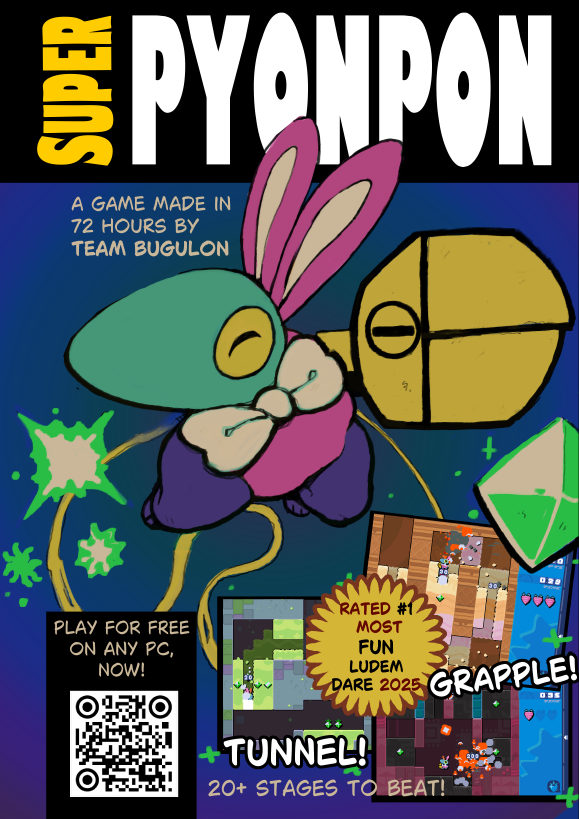 SUPER
PYONPON
A GAME MADE IN
72 HOURS BY
TEAM BUGULON
RATED #1
MOST
FUN
LUDEM
DARE 2025
PLAY FOR FREE
ON ANY PC,
NOW!
GRAPPLE!
TUNNEL!
20+ STAGES TO BEAT!